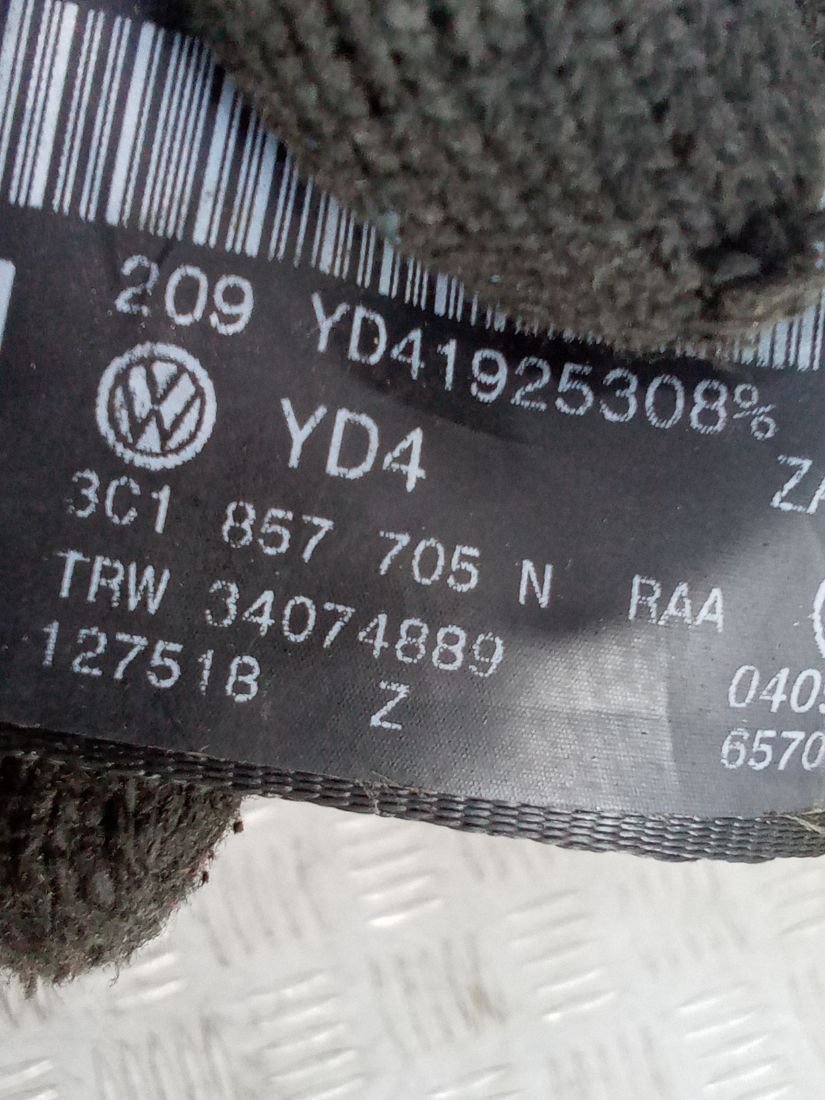 209 YD41925308%
YD4
3C1 857 705 N RAA
TRW 34074889
127518 Z